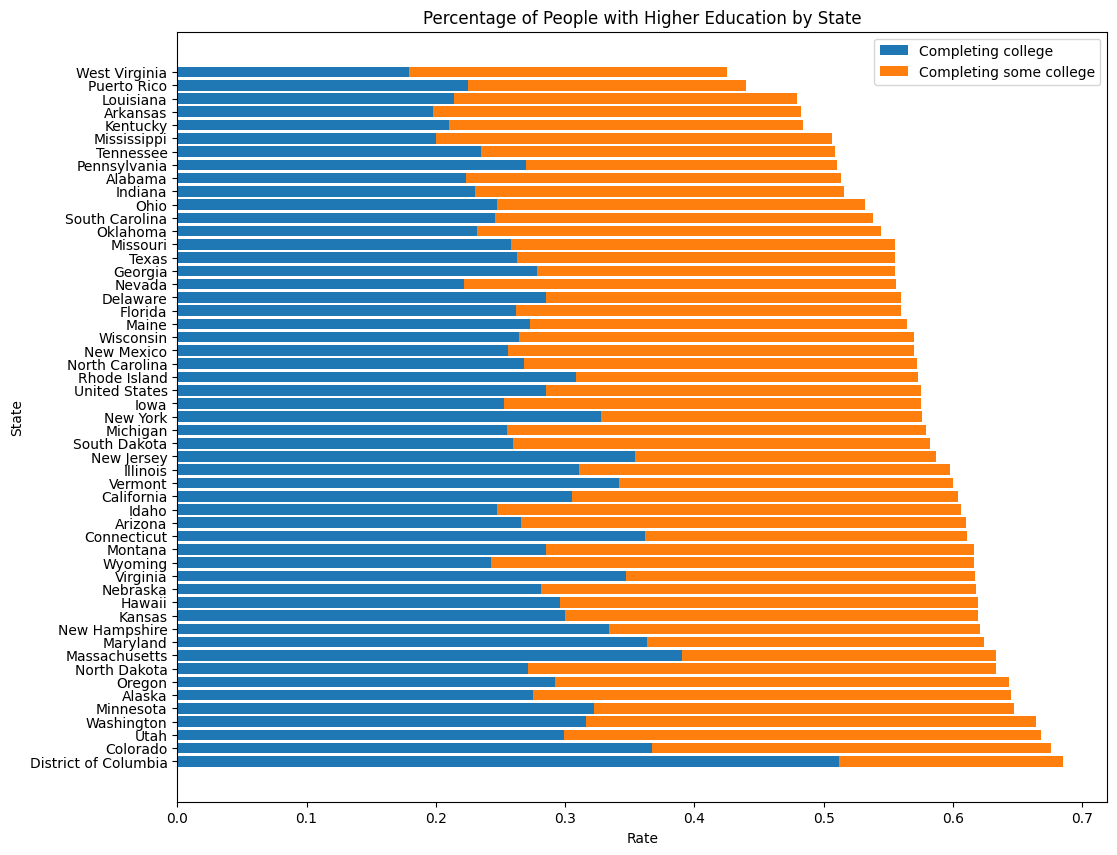 Percentage of People with Higher Education by State
Completing college
Completing some college
West Virginia
Puerto Rico
Louisiana
Arkansas
Kentucky
Mississippi
Tennessee
Pennsylvania
Alabama
Indiana
Ohio
South Carolina
Oklahoma
Missouri
Texas
Georgia
Nevada
Delaware
Florida
Maine
Wisconsin
New Mexico
North Carolina
Rhode Island
United States
Iowa
New York
Michigan
South Dakota
New Jersey
Illinois
Vermont
California
Idaho
Arizona
Connecticut
Montana
Wyoming
Virginia
Nebraska
Hawaii
Kansas
New Hampshire
Maryland
Massachusetts
North Dakota
Oregon
Alaska
Minnesota
Washington
Utah
Colorado
District of Columbia
State
0.0 0.1 0.2 0.3 0.4 0.5 0.6 0.7
Rate